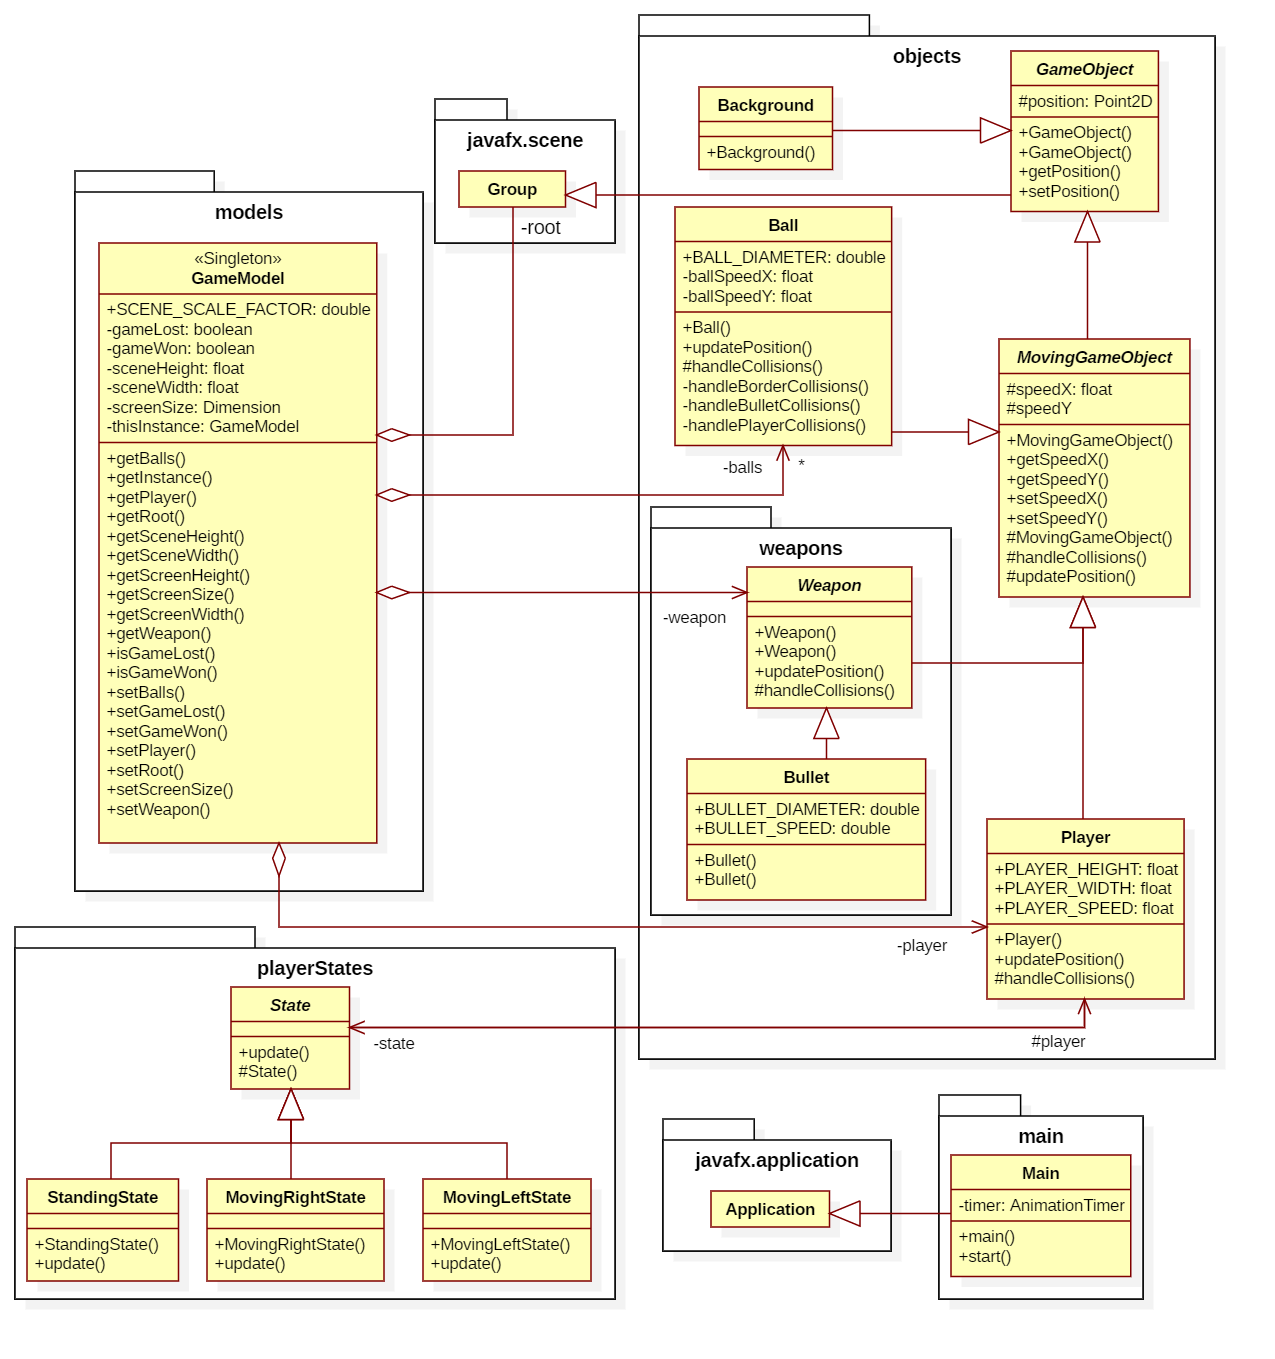 models
«Singleton»
GameModel
+SCENE_SCALE_FACTOR: double
-gameLost: boolean
-gameWon: boolean
-sceneHeight: float
-sceneWidth: float
-screenSize: Dimension
-thisInstance: GameModel
+getBalls()
+getInstance()
+getPlayer()
+getRoot()
+getSceneHeight()
+getSceneWidth()
+getScreenHeight()
+getScreenSize()
+getScreenWidth()
+getWeapon()
+isGameLost()
+isGameWon()
+setBalls()
+setGameLost()
+setGameWon()
+setPlayer()
+setRoot()
+setScreenSize()
+setWeapon()
javafx.scene
Group
-root
objects
Background
+Background()
GameObject
#position: Point2D
+GameObject()
+GameObject()
+getPosition()
+setPosition()
Ball
+BALL_DIAMETER: double
-ballSpeedX: float
-ballSpeedY: float
+Ball()
+updatePosition()
#handleCollisions()
-handleBorderCollisions()
-handleBulletCollisions()
-handlePlayerCollisions()
-balls
*
MovingGameObject
#speedX: float
#speedY
+MovingGameObject()
+getSpeedX()
+getSpeedY()
+setSpeedX()
+setSpeedY()
#MovingGameObject()
#handleCollisions()
#updatePosition()
weapons
Weapon
+Weapon()
+Weapon()
+updatePosition()
#handleCollisions()
-weapon
Bullet
+BULLET_DIAMETER: double
+BULLET_SPEED: double
+Bullet()
+Bullet()
Player
+PLAYER_HEIGHT: float
+PLAYER_WIDTH: float
+PLAYER_SPEED: float
+Player()
+updatePosition()
#handleCollisions()
-player
#player
playerStates
State
+update()
#State()
-state
StandingState
+StandingState()
+update()
MovingRightState
+MovingRightState()
+update()
MovingLeftState
+MovingLeftState()
+update()
javafx.application
Application
main
Main
-timer: AnimationTimer
+main()
+start()